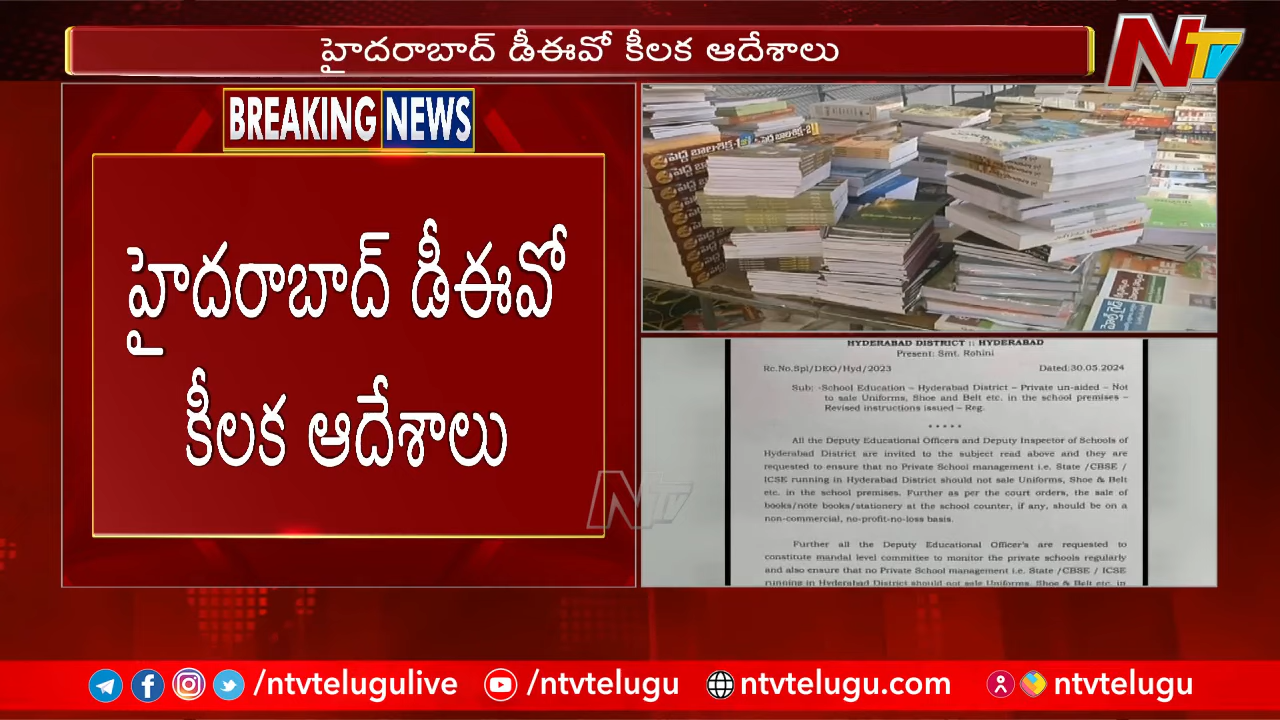 హైదరాబాద్ డీఈవో కీలక ఆదేశాలు
NTV
BREAKING NEWS
హైదరాబాద్ డీఈవో
కీలక ఆదేశాలు
పెద్ద బాలశిక్ష-2
HYDERABAD DISTRICT :: HYDERABAD
Present: Smt. Rohini
Rc.No.Spl/DEO/Hyd/2023 Dated:30.05.2024
Sub: -School Education – Hyderabad District – Private un-aided – Not
to sale Uniforms, Shoe and Belt etc. in the school premises –
Revised instructions issued – Reg.
* * * * *
All the Deputy Educational Officers and Deputy Inspector of Schools of
Hyderabad District are invited to the subject read above and they are
requested to ensure that no Private School management i.e. State /CBSE /
ICSE running in Hyderabad District should not sale Uniforms, Shoe & Belt
etc. in the school premises. Further as per the court orders, the sale of
books/note books/stationery at the school counter, if any, should be on a
non-commercial, no-profit-no-loss basis.
Further all the Deputy Educational Officer's are requested to
constitute mandal level committee to monitor the private schools regularly
and also ensure that no Private School management i.e. State /CBSE / ICSE
running in Hyderabad District should not sale Uniforms, Shoe & Belt etc. in
NTV
/ntvtelugulive /ntvtelugu ntvtelugu.com ntvtelugu